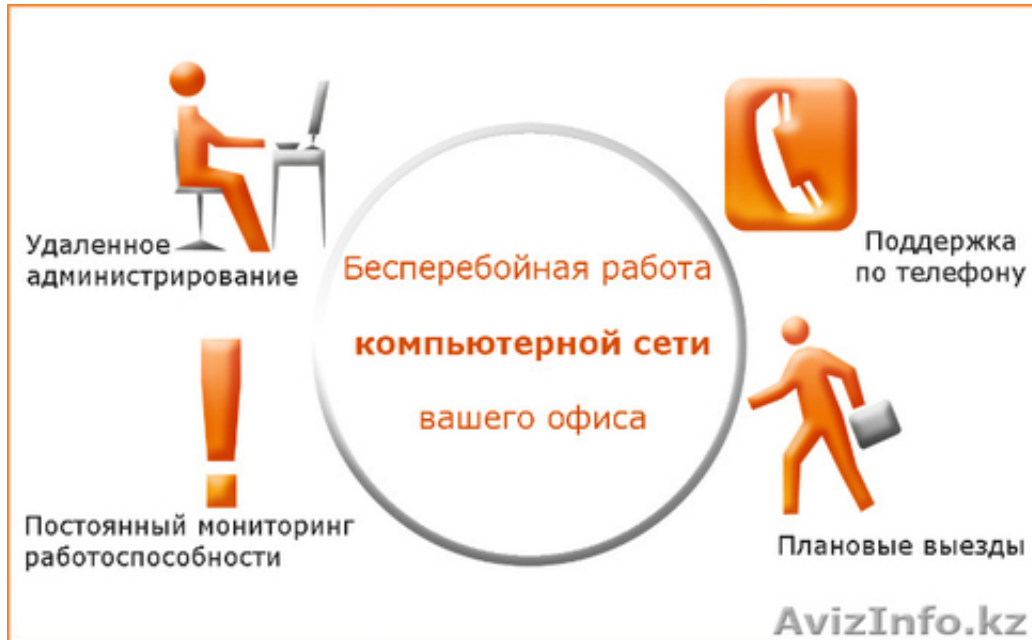 Удаленное
администрирование
Поддержка
по телефону
Бесперебойная работа
компьютерной сети
вашего офиса
Постоянный мониторинг
работоспособности
Плановые выезды
AvizInfo.kz